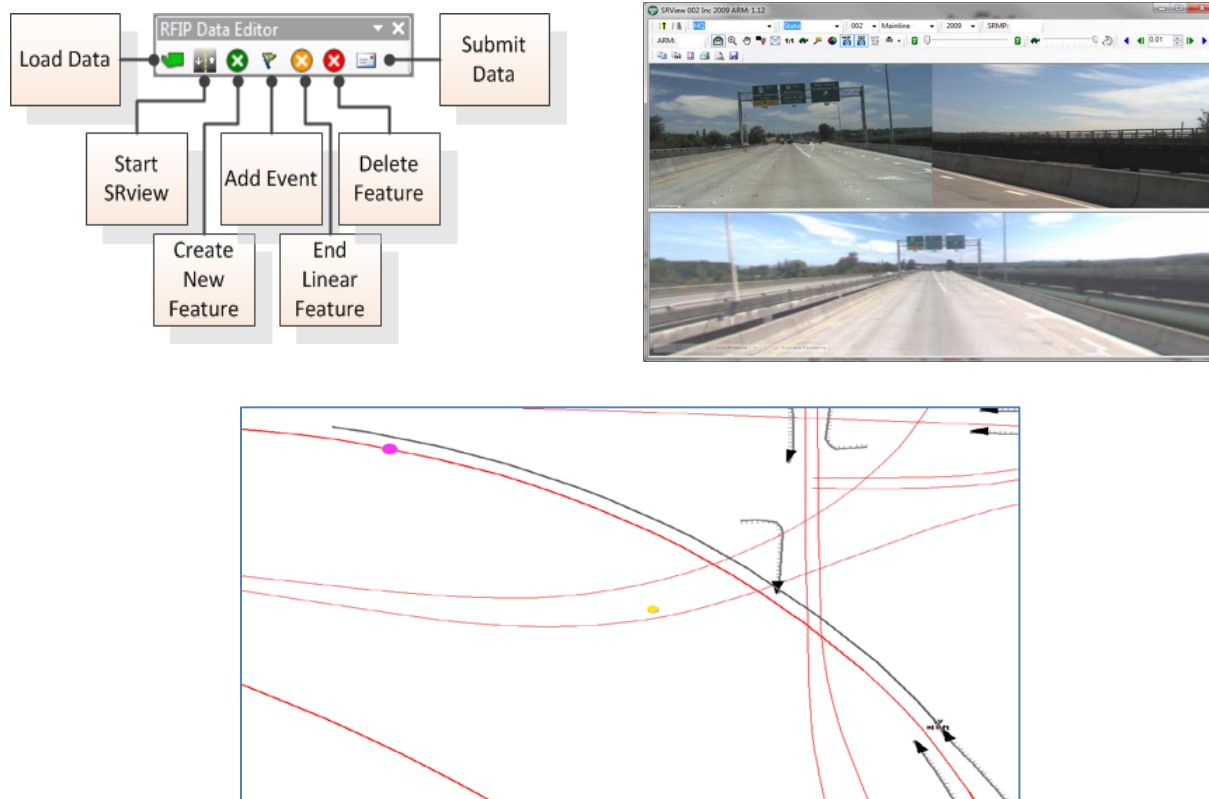 RFIP Data Editor
Load Data
Submit
Data
Start
SRview
Add Event
Delete
Feature
Create
New
Feature
End
Linear
Feature
SRView 002 Inc 2009 ARM: 1.12
HQ State 002 Mainline 2009 SRMP:
ARM: 1:1 0.01